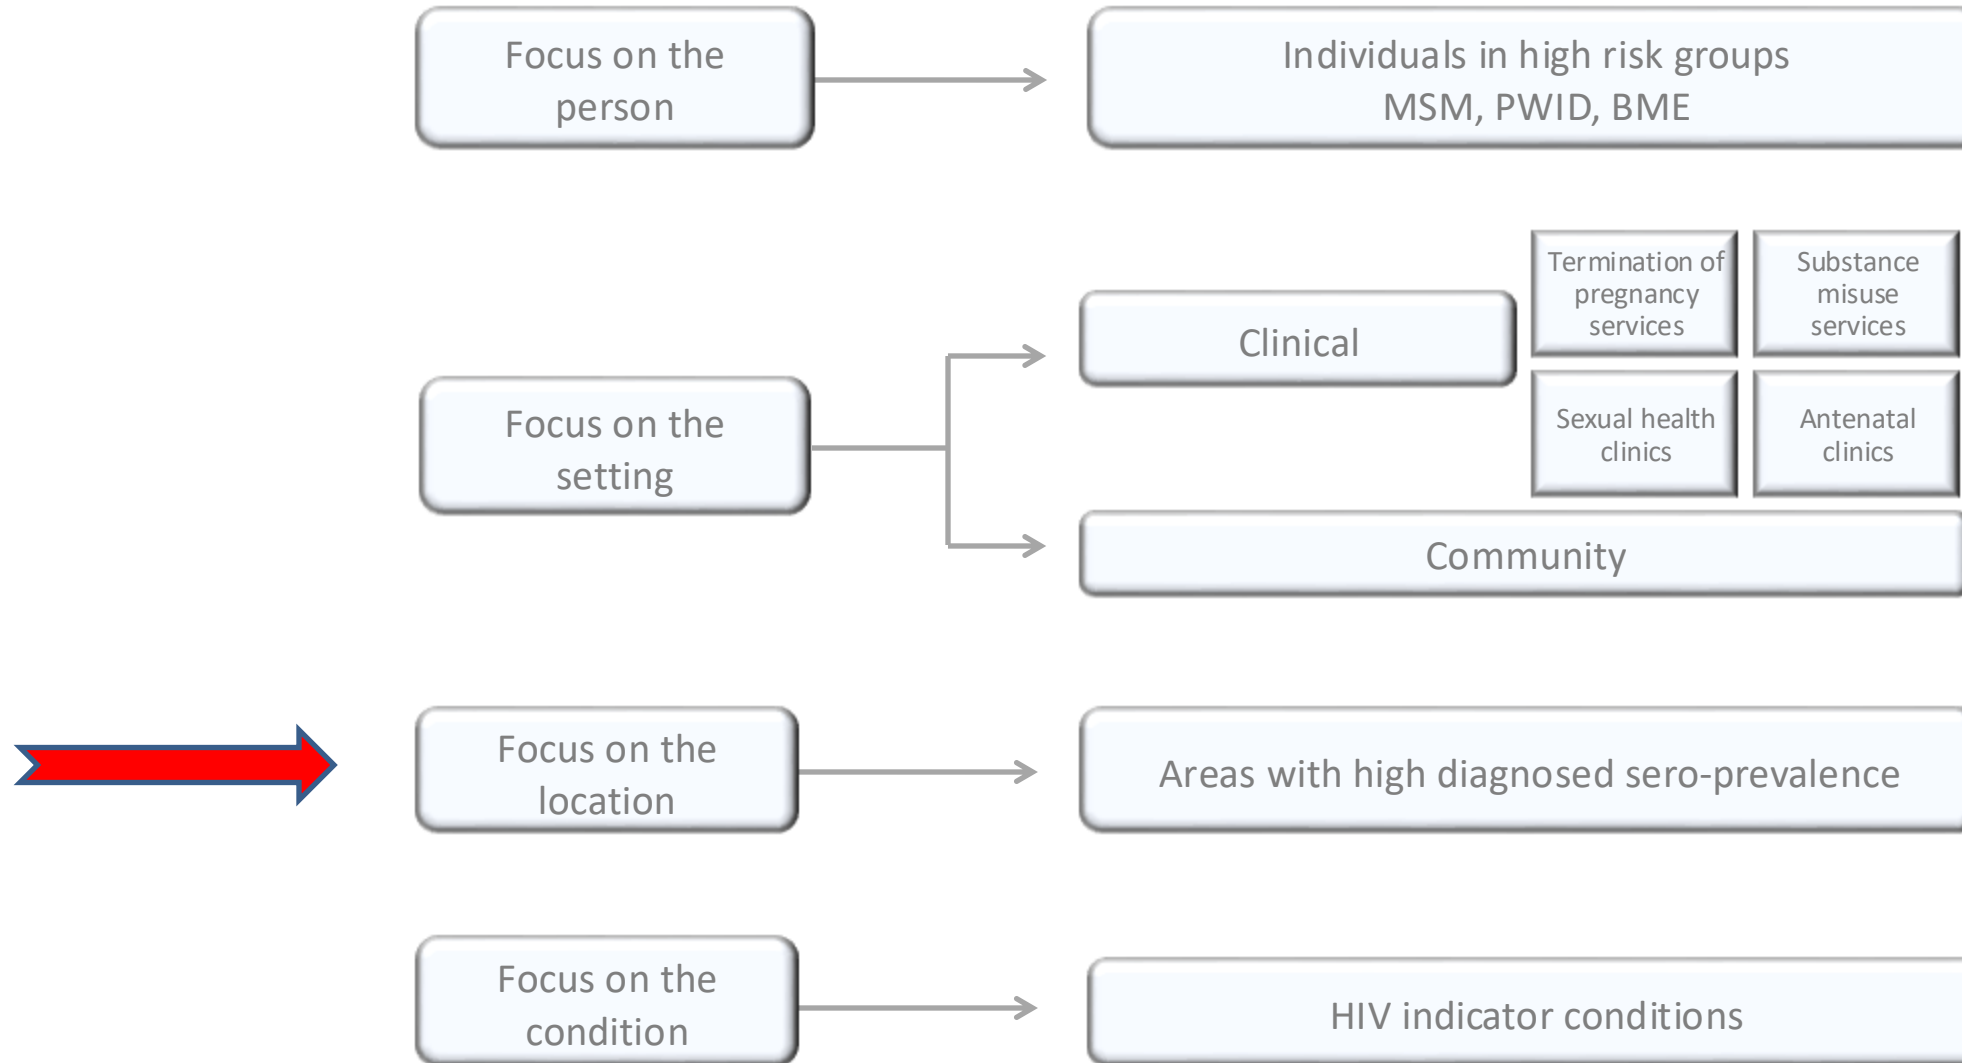 Focus on the
person
Individuals in high risk groups
MSM, PWID, BME
Focus on the
setting
Clinical
Termination of
pregnancy
services
Substance
misuse
services
Sexual health
clinics
Antenatal
clinics
Community
Focus on the
location
Areas with high diagnosed sero-prevalence
Focus on the
condition
HIV indicator conditions